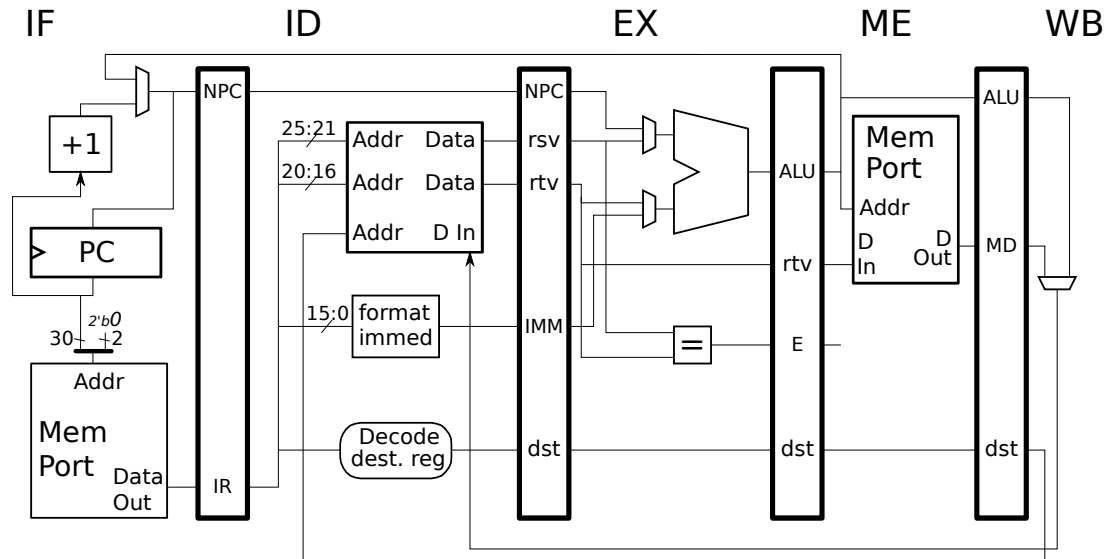 IF
ID
EX
ME
WB
NPC
NPC
ALU
+1
25:21
Addr
Data
rsv
20:16
Addr
Data
rtv
ALU
Mem
Port
Addr
Addr
D In
PC
D
In
D
Out
MD
rtv
2'b0
30
2
15:0
format
immed
IMM
=
E
Addr
Mem
Port
Data
Out
IR
Decode
dest. reg
dst
dst
dst